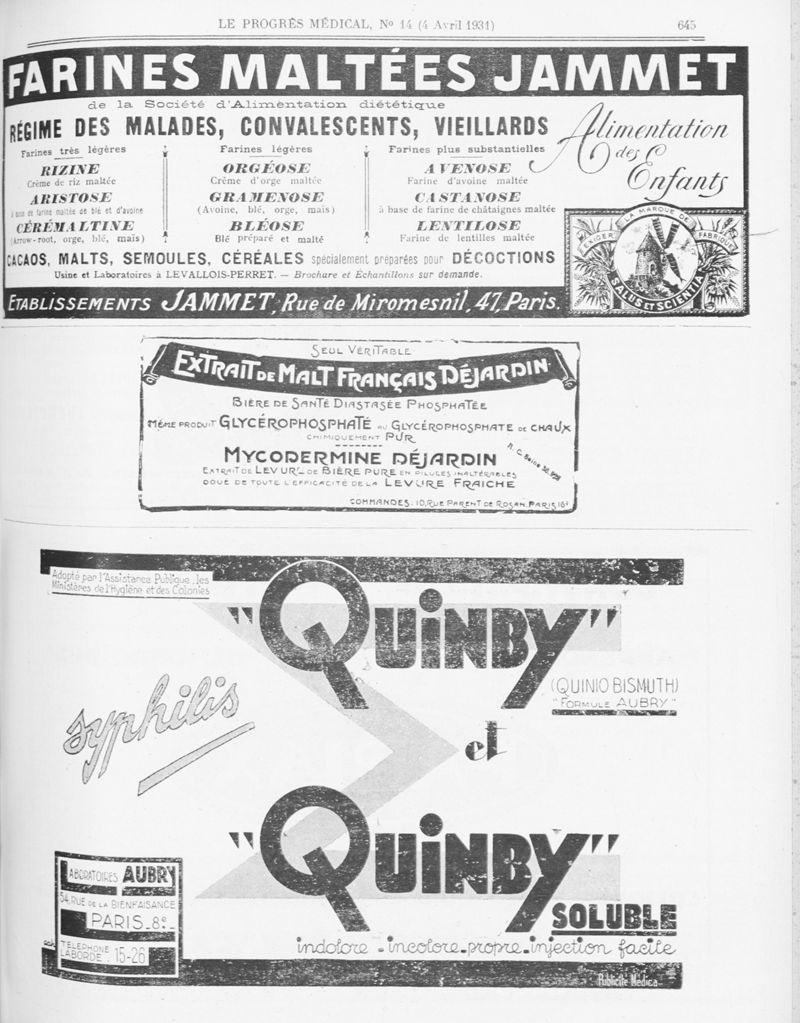 LE PROGRÈS MÉDICAL, No 14 (4 Avril 1931) 645
FARINES MALTÉES JAMMET
de la Société d'Alimentation diététique
RÉGIME DES MALADES, CONVALESCENTS, VIEILLARDS
Alimentation des Enfants
Farines très légères
RIZINE
Crème de riz maltée
ARISTOSE
à base de farine maltée de blé et d'avoine
CÉRÉMALTINE
(Arrow-root, orge, blé, maïs)
Farines légères
ORGÉOSE
Crème d'orge maltée
GRAMENOSE
(Avoine, blé, orge, maïs)
BLÉOSE
Blé préparé et malté
Farines plus substantielles
AVENOSE
Farine d'avoine maltée
CASTANOSE
à base de farine de châtaignes maltée
LENTILOSE
Farine de lentilles maltée
EXIGER LA MARQUE DE FABRIQUE
SALUS ET SCIENTIA
CACAOS, MALTS, SEMOULES, CÉRÉALES spécialement préparées pour DÉCOCTIONS
Usine et Laboratoires à LEVALLOIS-PERRET. — Brochure et Échantillons sur demande.
ETABLISSEMENTS JAMMET, Rue de Miromesnil, 47, Paris.
SEUL VÉRITABLE
EXTRAIT DE MALT FRANÇAIS DÉJARDIN
BIÈRE DE SANTÉ DIASTASÉE PHOSPHATÉE
MÊME PRODUIT GLYCÉROPHOSPHATÉ AU GLYCÉROPHOSPHATE DE CHAUX
CHIMIQUEMENT PUR
MYCODERMINE DÉJARDIN
R. C. Seine
EXTRAIT DE LEVURE DE BIÈRE PURE EN PILULES INALTÉRABLES
DOUÉ DE TOUTE L'EFFICACITÉ DE LA LEVURE FRAICHE
COMMANDES: 10, RUE PARENT DE ROSAN. PARIS 16e
Adopté par l'Assistance Publique, les
Ministères de l'Hygiène et des Colonies
"QUINBY"
(QUINIO BISMUTH)
"FORMULE AUBRY"
syphilis
et
"QUINBY"
SOLUBLE
LABORATOIRES AUBRY
54, RUE DE LA BIENFAISANCE
PARIS-8e-
TÉLÉPHONE
LABORDE: 15-26
indolore - incolore - propre - injection facile
Publicité Médica